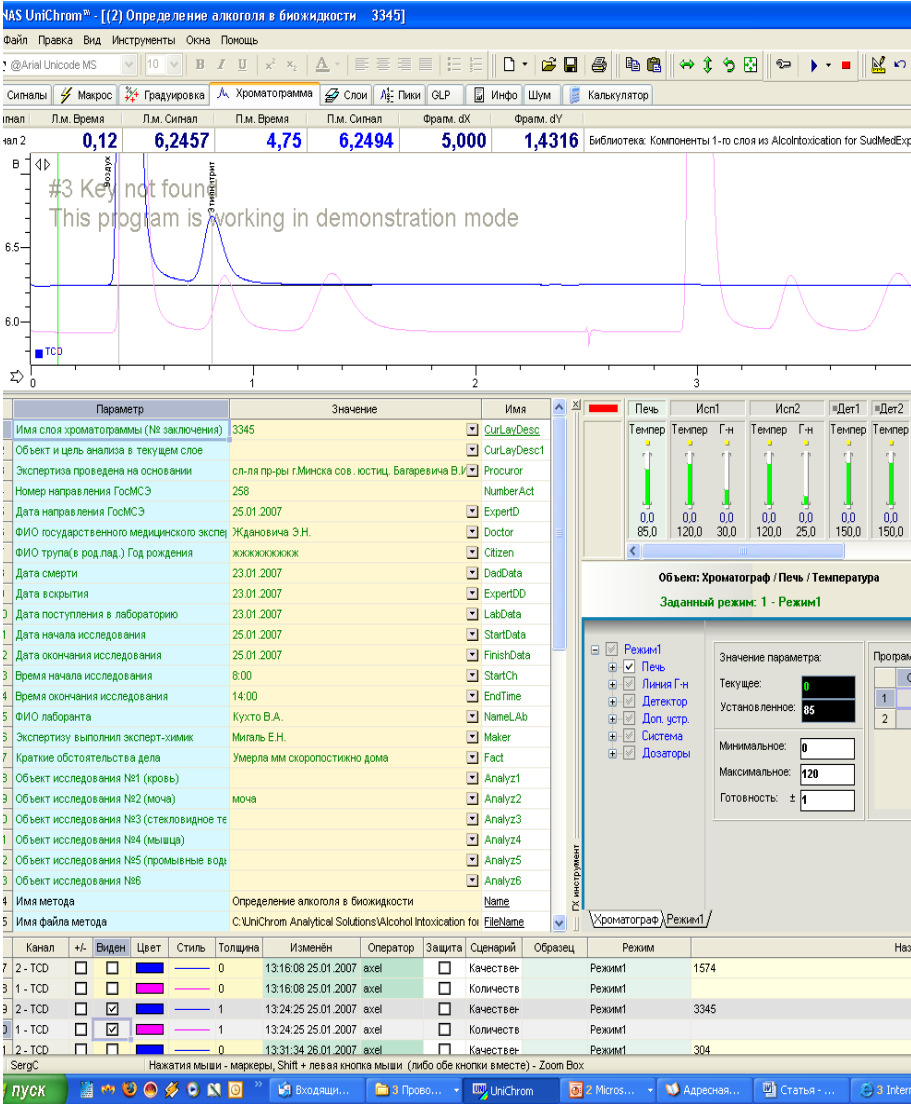 NAS UniChrom™ - [(2) Определение алкоголя в биожидкости 3345]
Файл Правка Вид Инструменты Окна Помощь
@Arial Unicode MS 10 B I U x² x₂ A
Сигналы Макрос Градуировка Хроматограмма Слои Пики GLP Инфо Шум Калькулятор
Л.м. Время Л.м. Сигнал П.м. Время П.м. Сигнал Фрагм. dX Фрагм. dY
0,12 6,2457 4,75 6,2494 5,000 1,4316 Библиотека: Компоненты 1-го слоя из AlcoIntoxication for SudMedExp
В
Воздух
Этилнитрит
#3 Key not found
This program is working in demonstration mode
6.5
6.0
TCD
0 1 2 3
Параметр Значение Имя
Имя слоя хроматограммы (№ заключения) 3345 CurLayDesc
Объект и цель анализа в текущем слое CurLayDesc1
Экспертиза проведена на основании сл-ля пр-ры г.Минска сов. юстиц. Багаревича В.И Procuror
Номер направления ГосМСЭ 258 NumberAct
Дата направления ГосМСЭ 25.01.2007 ExpertD
ФИО государственного медицинского экспе Ждановича Э.Н. Doctor
ФИО трупа(в род.пад.) Год рождения жжжжжжжжжж Citizen
Дата смерти 23.01.2007 DadData
Дата вскрытия 23.01.2007 ExpertDD
Дата поступления в лабораторию 23.01.2007 LabData
Дата начала исследования 25.01.2007 StartData
Дата окончания исследования 25.01.2007 FinishData
Время начала исследования 8:00 StartCh
Время окончания исследования 14:00 EndTime
ФИО лаборанта Кухто В.А. NameLAb
Экспертизу выполнил эксперт-химик Мигаль Е.Н. Maker
Краткие обстоятельства дела Умерла мм скоропостижно дома Fact
Объект исследования №1 (кровь) Analyz1
Объект исследования №2 (моча) моча Analyz2
Объект исследования №3 (стекловидное те Analyz3
Объект исследования №4 (мышца) Analyz4
Объект исследования №5 (промывные воды Analyz5
Объект исследования №6 Analyz6
Имя метода Определение алкоголя в биожидкости Name
Имя файла метода C:\UniChrom Analytical Solutions\Alcohol Intoxication for FileName
Печь Исп1 Исп2 Дет1 Дет2
Темпер Темпер Г-н Темпер Г-н Темпер Темпер
0,0 0,0 0,0 0,0 0,0 0,0 0,0
85,0 120,0 30,0 120,0 25,0 150,0 150,0
Объект: Хроматограф / Печь / Температура
Заданный режим: 1 - Режим1
Режим1
Печь
Линия Г-н
Детектор
Доп. устр.
Система
Дозаторы
Значение параметра:
Текущее: 0
Установленное: 85
Минимальное: 0
Максимальное: 120
Готовность: ± 1
Програм
1
2
ГХ инструмент
Хроматограф Режим1
Канал +/- Виден Цвет Стиль Толщина Изменён Оператор Защита Сценарий Образец Режим Наз
7 2 - TCD 0 13:16:08 25.01.2007 axel Качествен Режим1 1574
8 1 - TCD 0 13:16:08 25.01.2007 axel Количеств Режим1
9 2 - TCD 1 13:24:25 25.01.2007 axel Качествен Режим1 3345
0 1 - TCD 1 13:24:25 25.01.2007 axel Количеств Режим1
1 2 - TCD 0 13:31:34 26.01.2007 axel Качествен Режим1 304
SergC Нажатия мыши - маркеры, Shift + левая кнопка мыши (либо обе кнопки вместе) - Zoom Box
пуск Входящи... 3 Прово... UniChrom 2 Micros... Адресная... Статья - ... 3 Inter